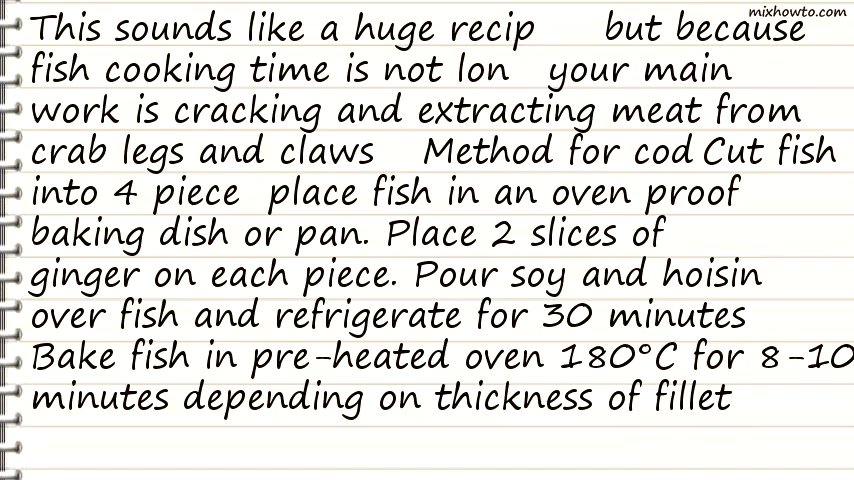 mixhowto.com
This sounds like a huge recip but because
fish cooking time is not lon your main
work is cracking and extracting meat from
crab legs and claws Method for cod Cut fish
into 4 piece place fish in an oven proof
baking dish or pan. Place 2 slices of
ginger on each piece. Pour soy and hoisin
over fish and refrigerate for 30 minutes
Bake fish in pre-heated oven 180°C for 8-10
minutes depending on thickness of fillet